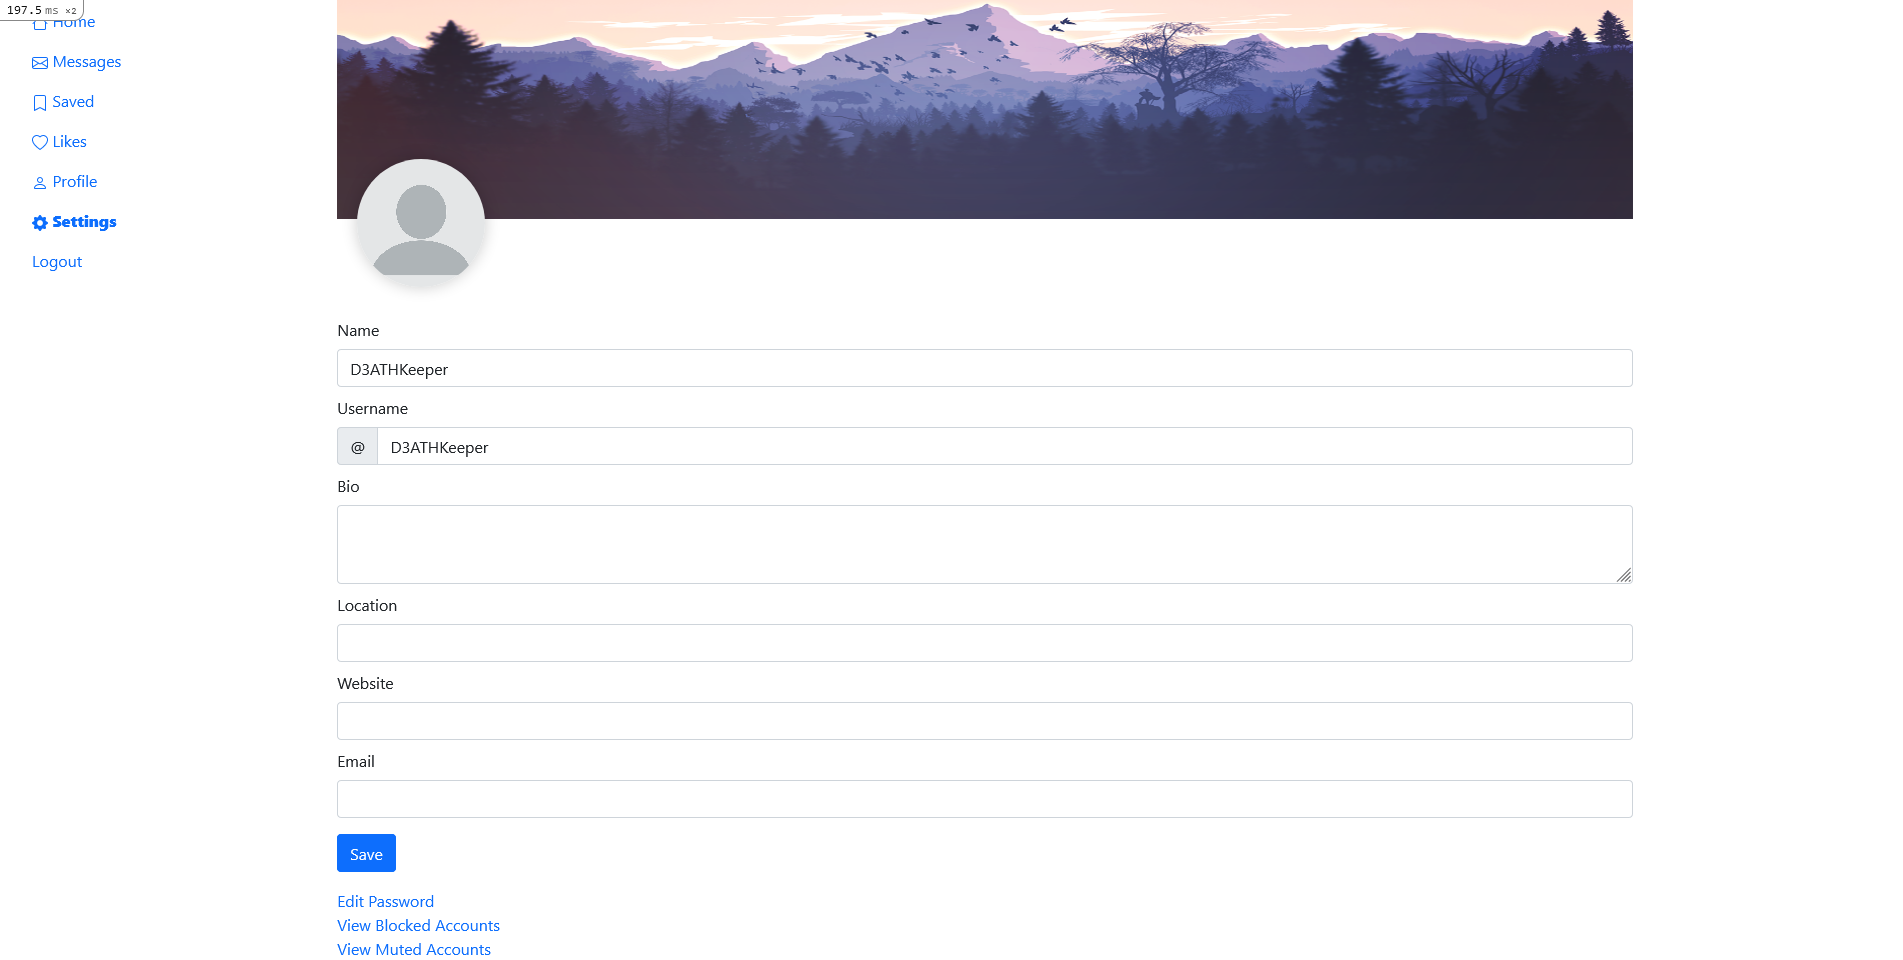 197.5 ms ×2
Home
Messages
Saved
Likes
Profile
Settings
Logout
Name
D3ATHKeeper
Username
@ D3ATHKeeper
Bio
Location
Website
Email
Save
Edit Password
View Blocked Accounts
View Muted Accounts